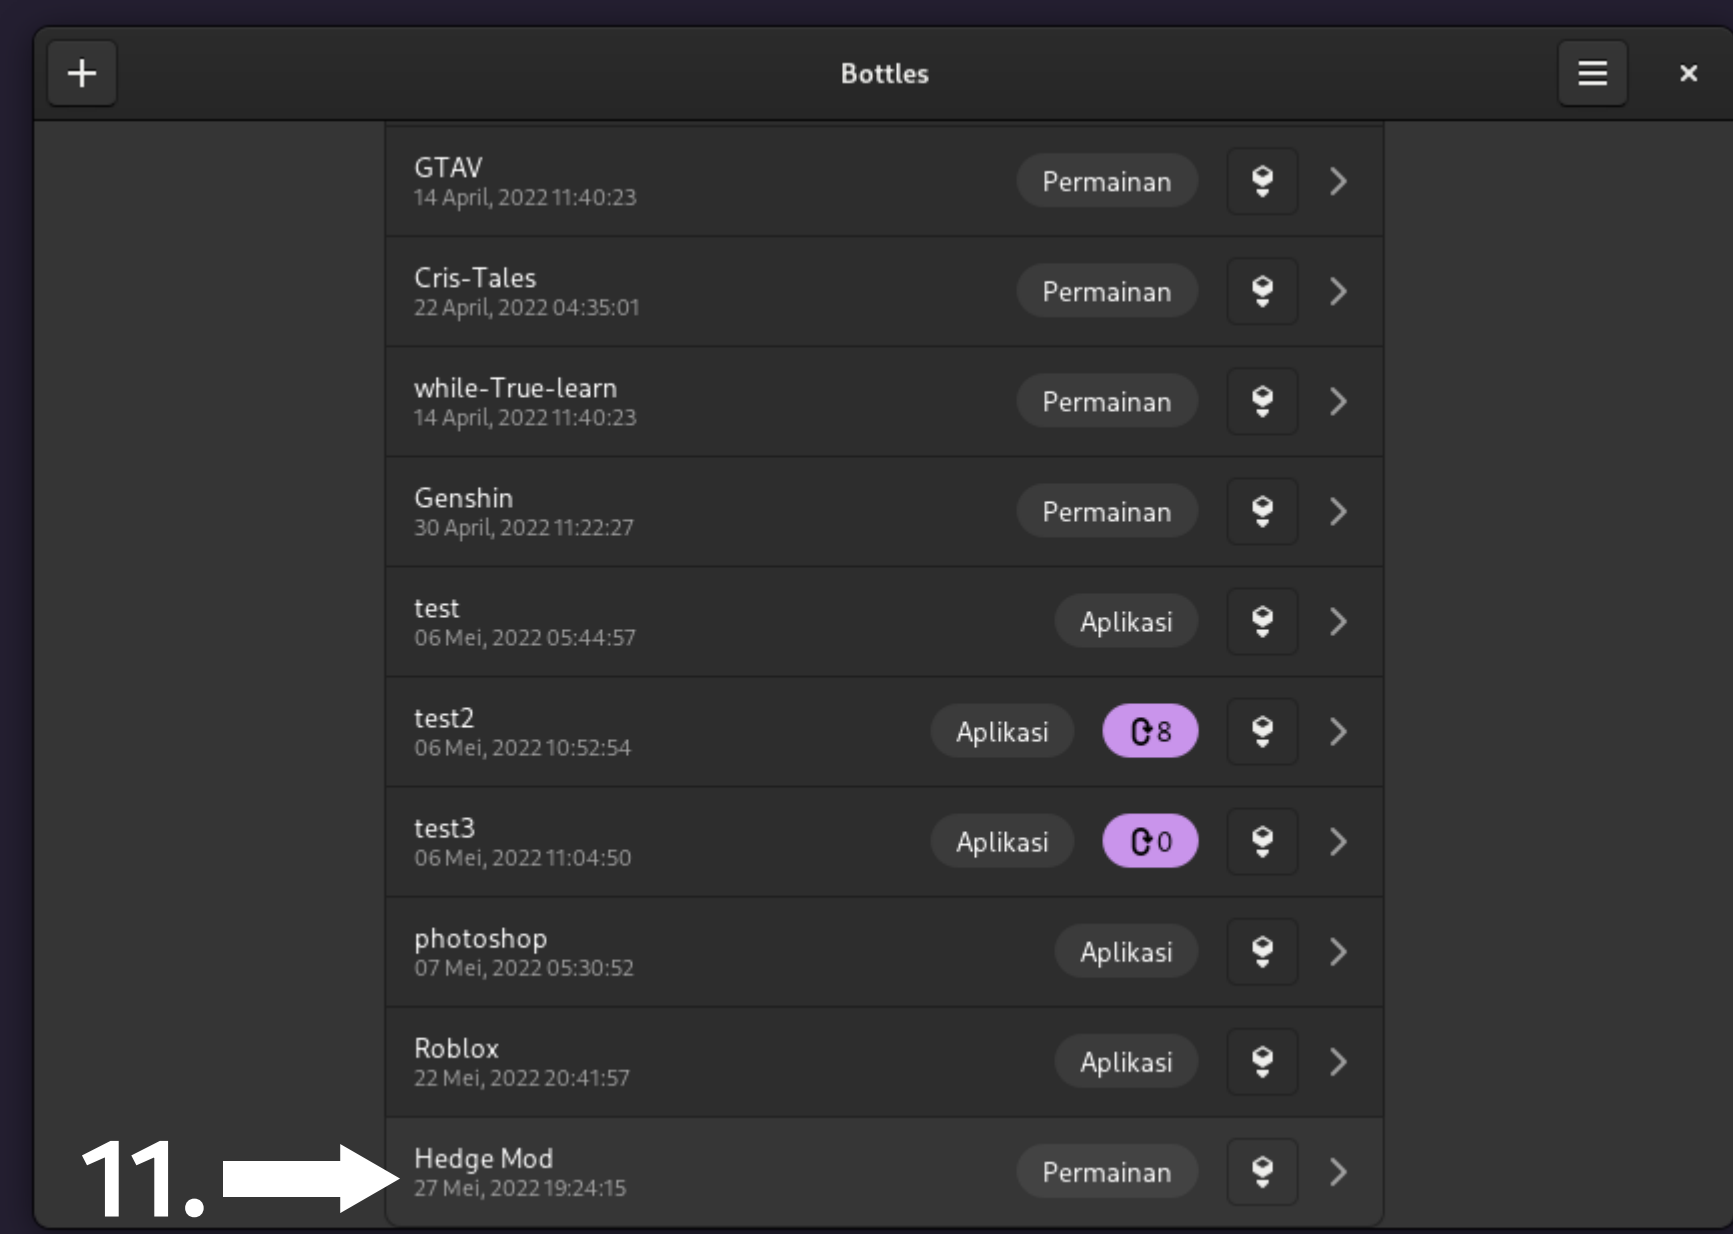 Bottles
GTAV
14 April, 2022 11:40:23
Permainan
Cris-Tales
22 April, 2022 04:35:01
Permainan
while-True-learn
14 April, 2022 11:40:23
Permainan
Genshin
30 April, 2022 11:22:27
Permainan
test
06 Mei, 2022 05:44:57
Aplikasi
test2
06 Mei, 2022 10:52:54
Aplikasi
8
test3
06 Mei, 2022 11:04:50
Aplikasi
0
photoshop
07 Mei, 2022 05:30:52
Aplikasi
Roblox
22 Mei, 2022 20:41:57
Aplikasi
11.
Hedge Mod
27 Mei, 2022 19:24:15
Permainan